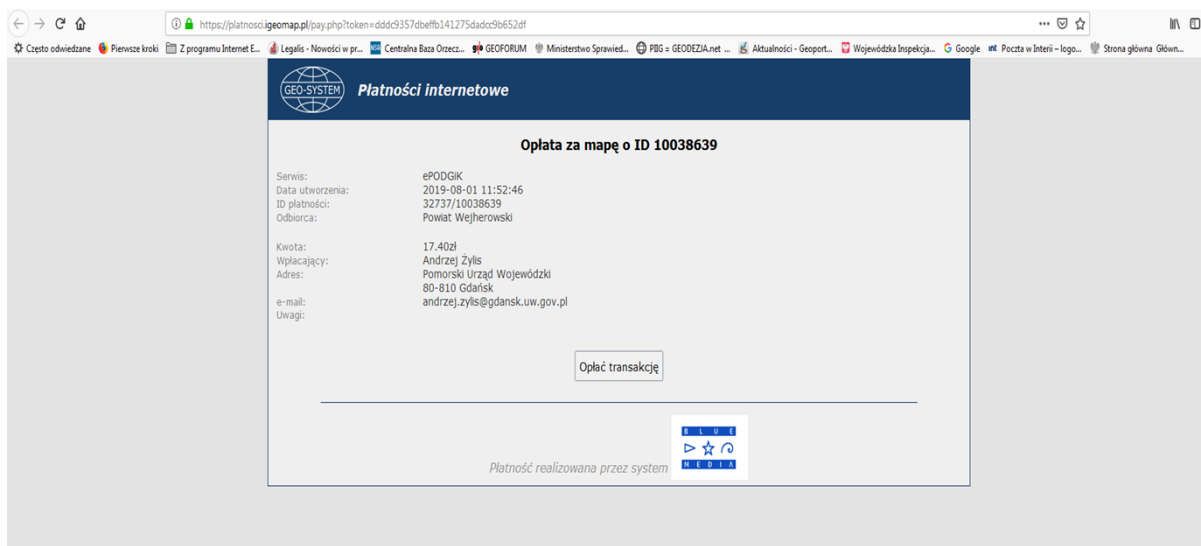 https://platnosci.igeomap.pl/pay.php?token=dddc9357dbeffb141275dadcc9b652df
Często odwiedzane Pierwsze kroki Z programu Internet E... Legalis - Nowości w pr... Centralna Baza Orzecz... GEOFORUM Ministerstwo Sprawied... PBG = GEODEZJA.net ... Aktualności - Geoport... Wojewódzka Inspekcja... G Google int Poczta w Interii – logo... Strona główna Główn...
GEO-SYSTEM Płatności internetowe
Opłata za mapę o ID 10038639
Serwis: ePODGiK
Data utworzenia: 2019-08-01 11:52:46
ID płatności: 32737/10038639
Odbiorca: Powiat Wejherowski
Kwota: 17.40zł
Wpłacający: Andrzej Żylis
Adres: Pomorski Urząd Wojewódzki
80-810 Gdańsk
e-mail: andrzej.zylis@gdansk.uw.gov.pl
Uwagi:
Opłać transakcję
BLUE
MEDIA
Płatność realizowana przez system